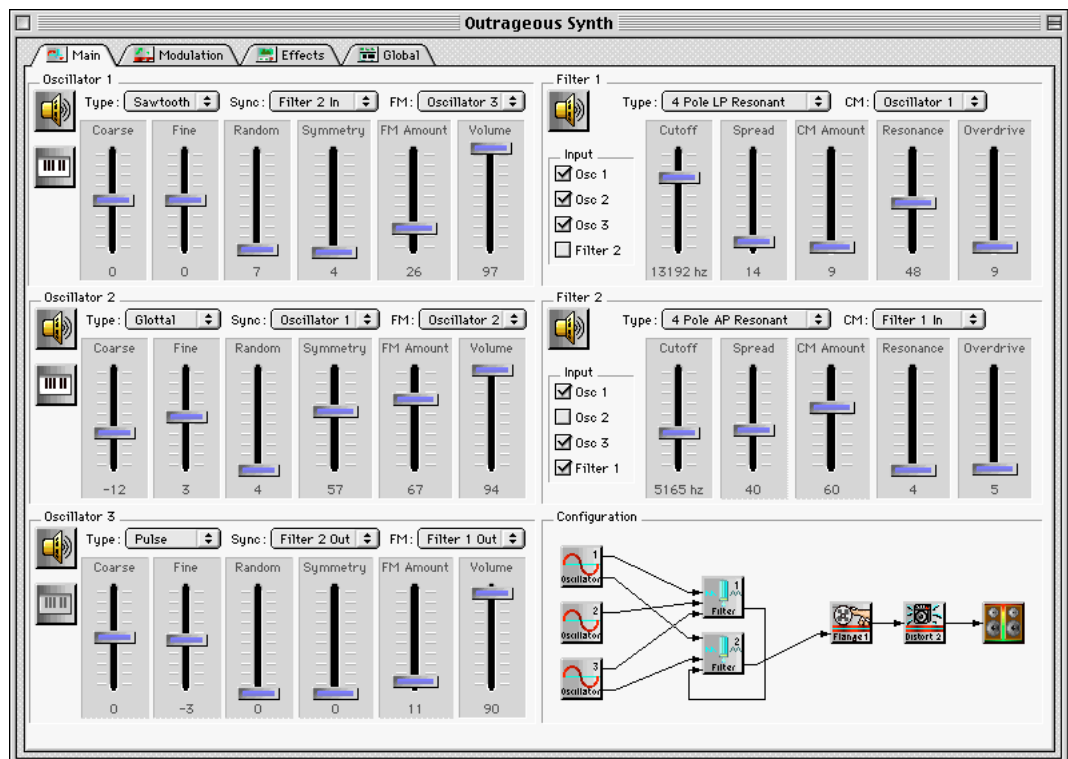 Outrageous Synth
Main Modulation Effects Global
Oscillator 1
Type: Sawtooth Sync: Filter 2 In FM: Oscillator 3
Coarse Fine Random Symmetry FM Amount Volume
0 0 7 4 26 97
Filter 1
Type: 4 Pole LP Resonant CM: Oscillator 1
Cutoff Spread CM Amount Resonance Overdrive
Input
Osc 1
Osc 2
Osc 3
Filter 2
13192 hz 14 9 48 9
Oscillator 2
Type: Glottal Sync: Oscillator 1 FM: Oscillator 2
Coarse Fine Random Symmetry FM Amount Volume
-12 3 4 57 67 94
Filter 2
Type: 4 Pole AP Resonant CM: Filter 1 In
Cutoff Spread CM Amount Resonance Overdrive
Input
Osc 1
Osc 2
Osc 3
Filter 1
5165 hz 40 60 4 5
Oscillator 3
Type: Pulse Sync: Filter 2 Out FM: Filter 1 Out
Coarse Fine Random Symmetry FM Amount Volume
0 -3 0 0 11 90
Configuration
1
Oscillator
2
Oscillator
3
Oscillator
1
Filter
2
Filter
Flange 1
Distort 2